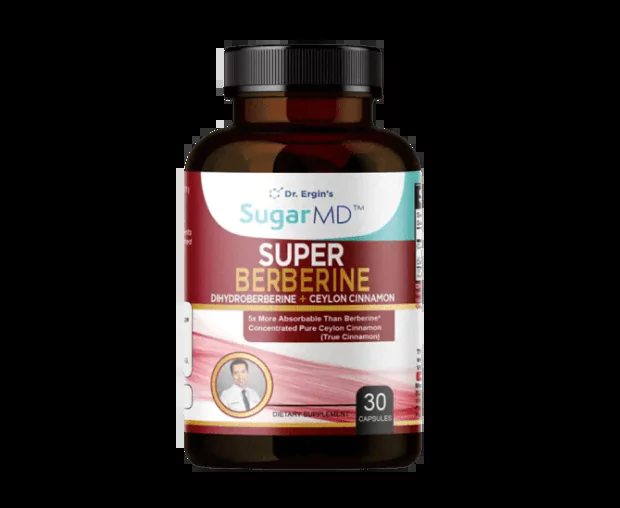 Dr. Ergin's
SugarMD™
SUPER
BERBERINE
DIHYDROBERBERINE + CEYLON CINNAMON
5x More Absorbable Than Berberine*
Concentrated Pure Ceylon Cinnamon
(True Cinnamon)
DIETARY SUPPLEMENT
30
CAPSULES